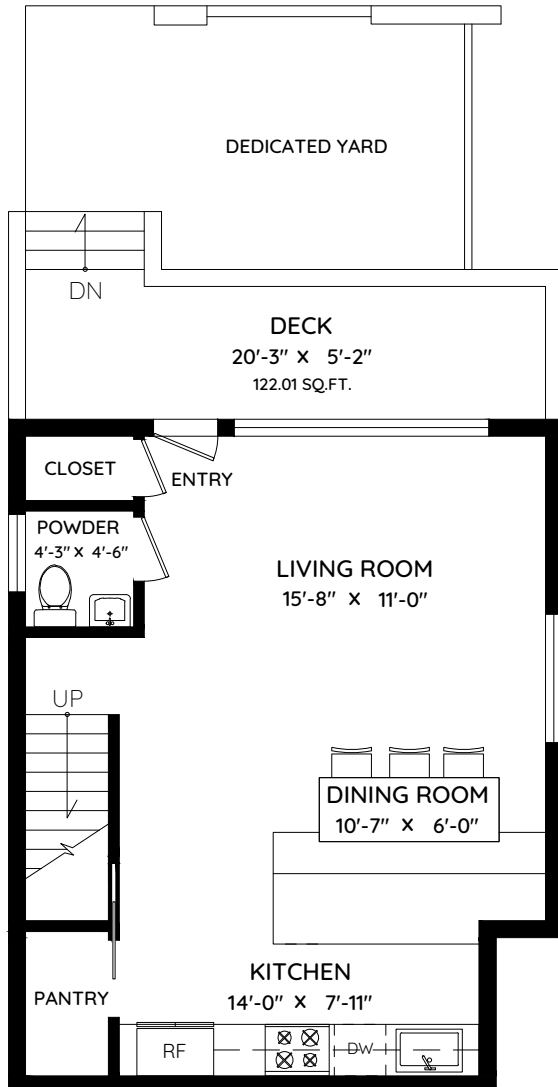 DEDICATED YARD
DN
DECK
20'-3" X 5'-2"
122.01 SQ.FT.
CLOSET
ENTRY
POWDER
4'-3" X 4'-6"
LIVING ROOM
15'-8" X 11'-0"
UP
DINING ROOM
10'-7" X 6'-0"
KITCHEN
14'-0" X 7'-11"
PANTRY
RF
DW